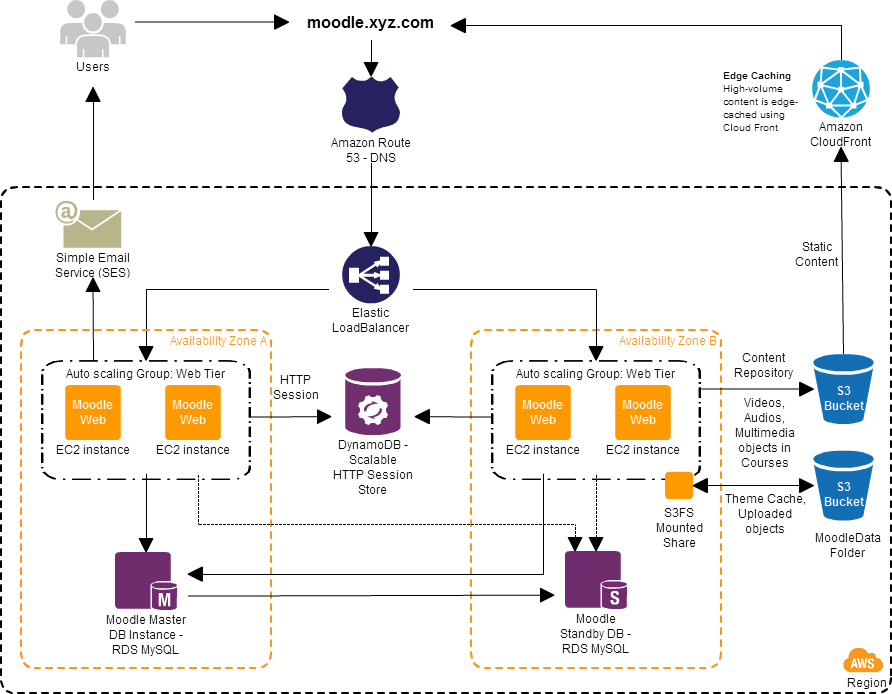 moodle.xyz.com
Users
Edge Caching
High-volume
content is edge-
cached using
Cloud Front
Amazon
CloudFront
Amazon Route
53 - DNS
@
Simple Email
Service (SES)
Static
Content
Elastic
LoadBalancer
Availability Zone A
Availability Zone B
Auto scaling Group: Web Tier
Moodle
Web
Moodle
Web
EC2 instance
EC2 instance
HTTP
Session
DynamoDB -
Scalable
HTTP Session
Store
Auto scaling Group: Web Tier
Moodle
Web
Moodle
Web
EC2 instance
EC2 instance
Content
Repository
Videos,
Audios,
Multimedia
objects in
Courses
S3
Bucket
S3FS
Mounted
Share
Theme Cache,
Uploaded
objects
S3
Bucket
MoodleData
Folder
M
Moodle Master
DB Instance -
RDS MySQL
S
Moodle
Standby DB -
RDS MySQL
AWS
Region